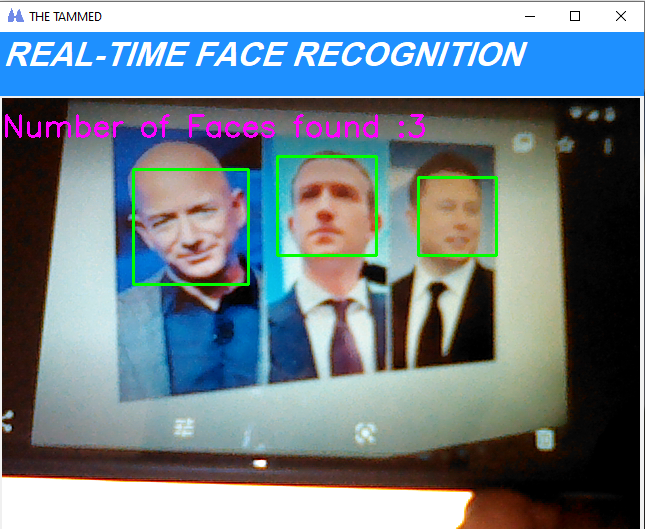 THE TAMMED
REAL-TIME FACE RECOGNITION
Number of Faces found :3